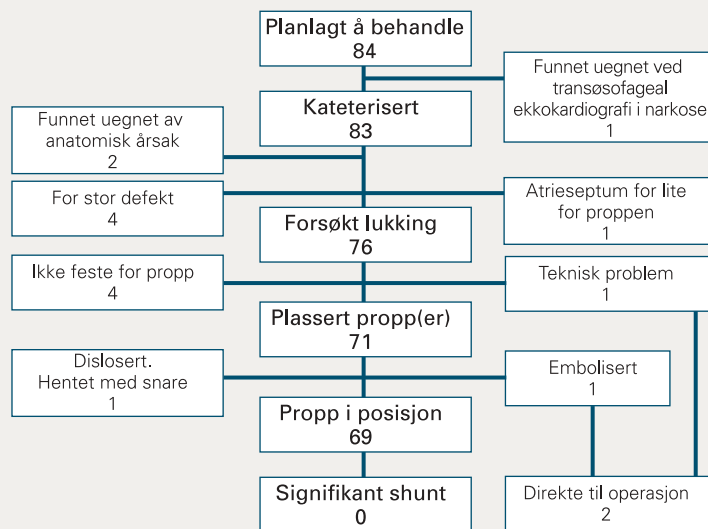 Planlagt å behandle
84
Funnet uegnet ved
transøsofageal
ekkokardiografi i narkose
1
Kateterisert
83
Funnet uegnet av
anatomisk årsak
2
For stor defekt
4
Atrieseptum for lite
for proppen
1
Forsøkt lukking
76
Ikke feste for propp
4
Teknisk problem
1
Plassert propp(er)
71
Dislosert.
Hentet med snare
1
Embolisert
1
Propp i posisjon
69
Signifikant shunt
0
Direkte til operasjon
2